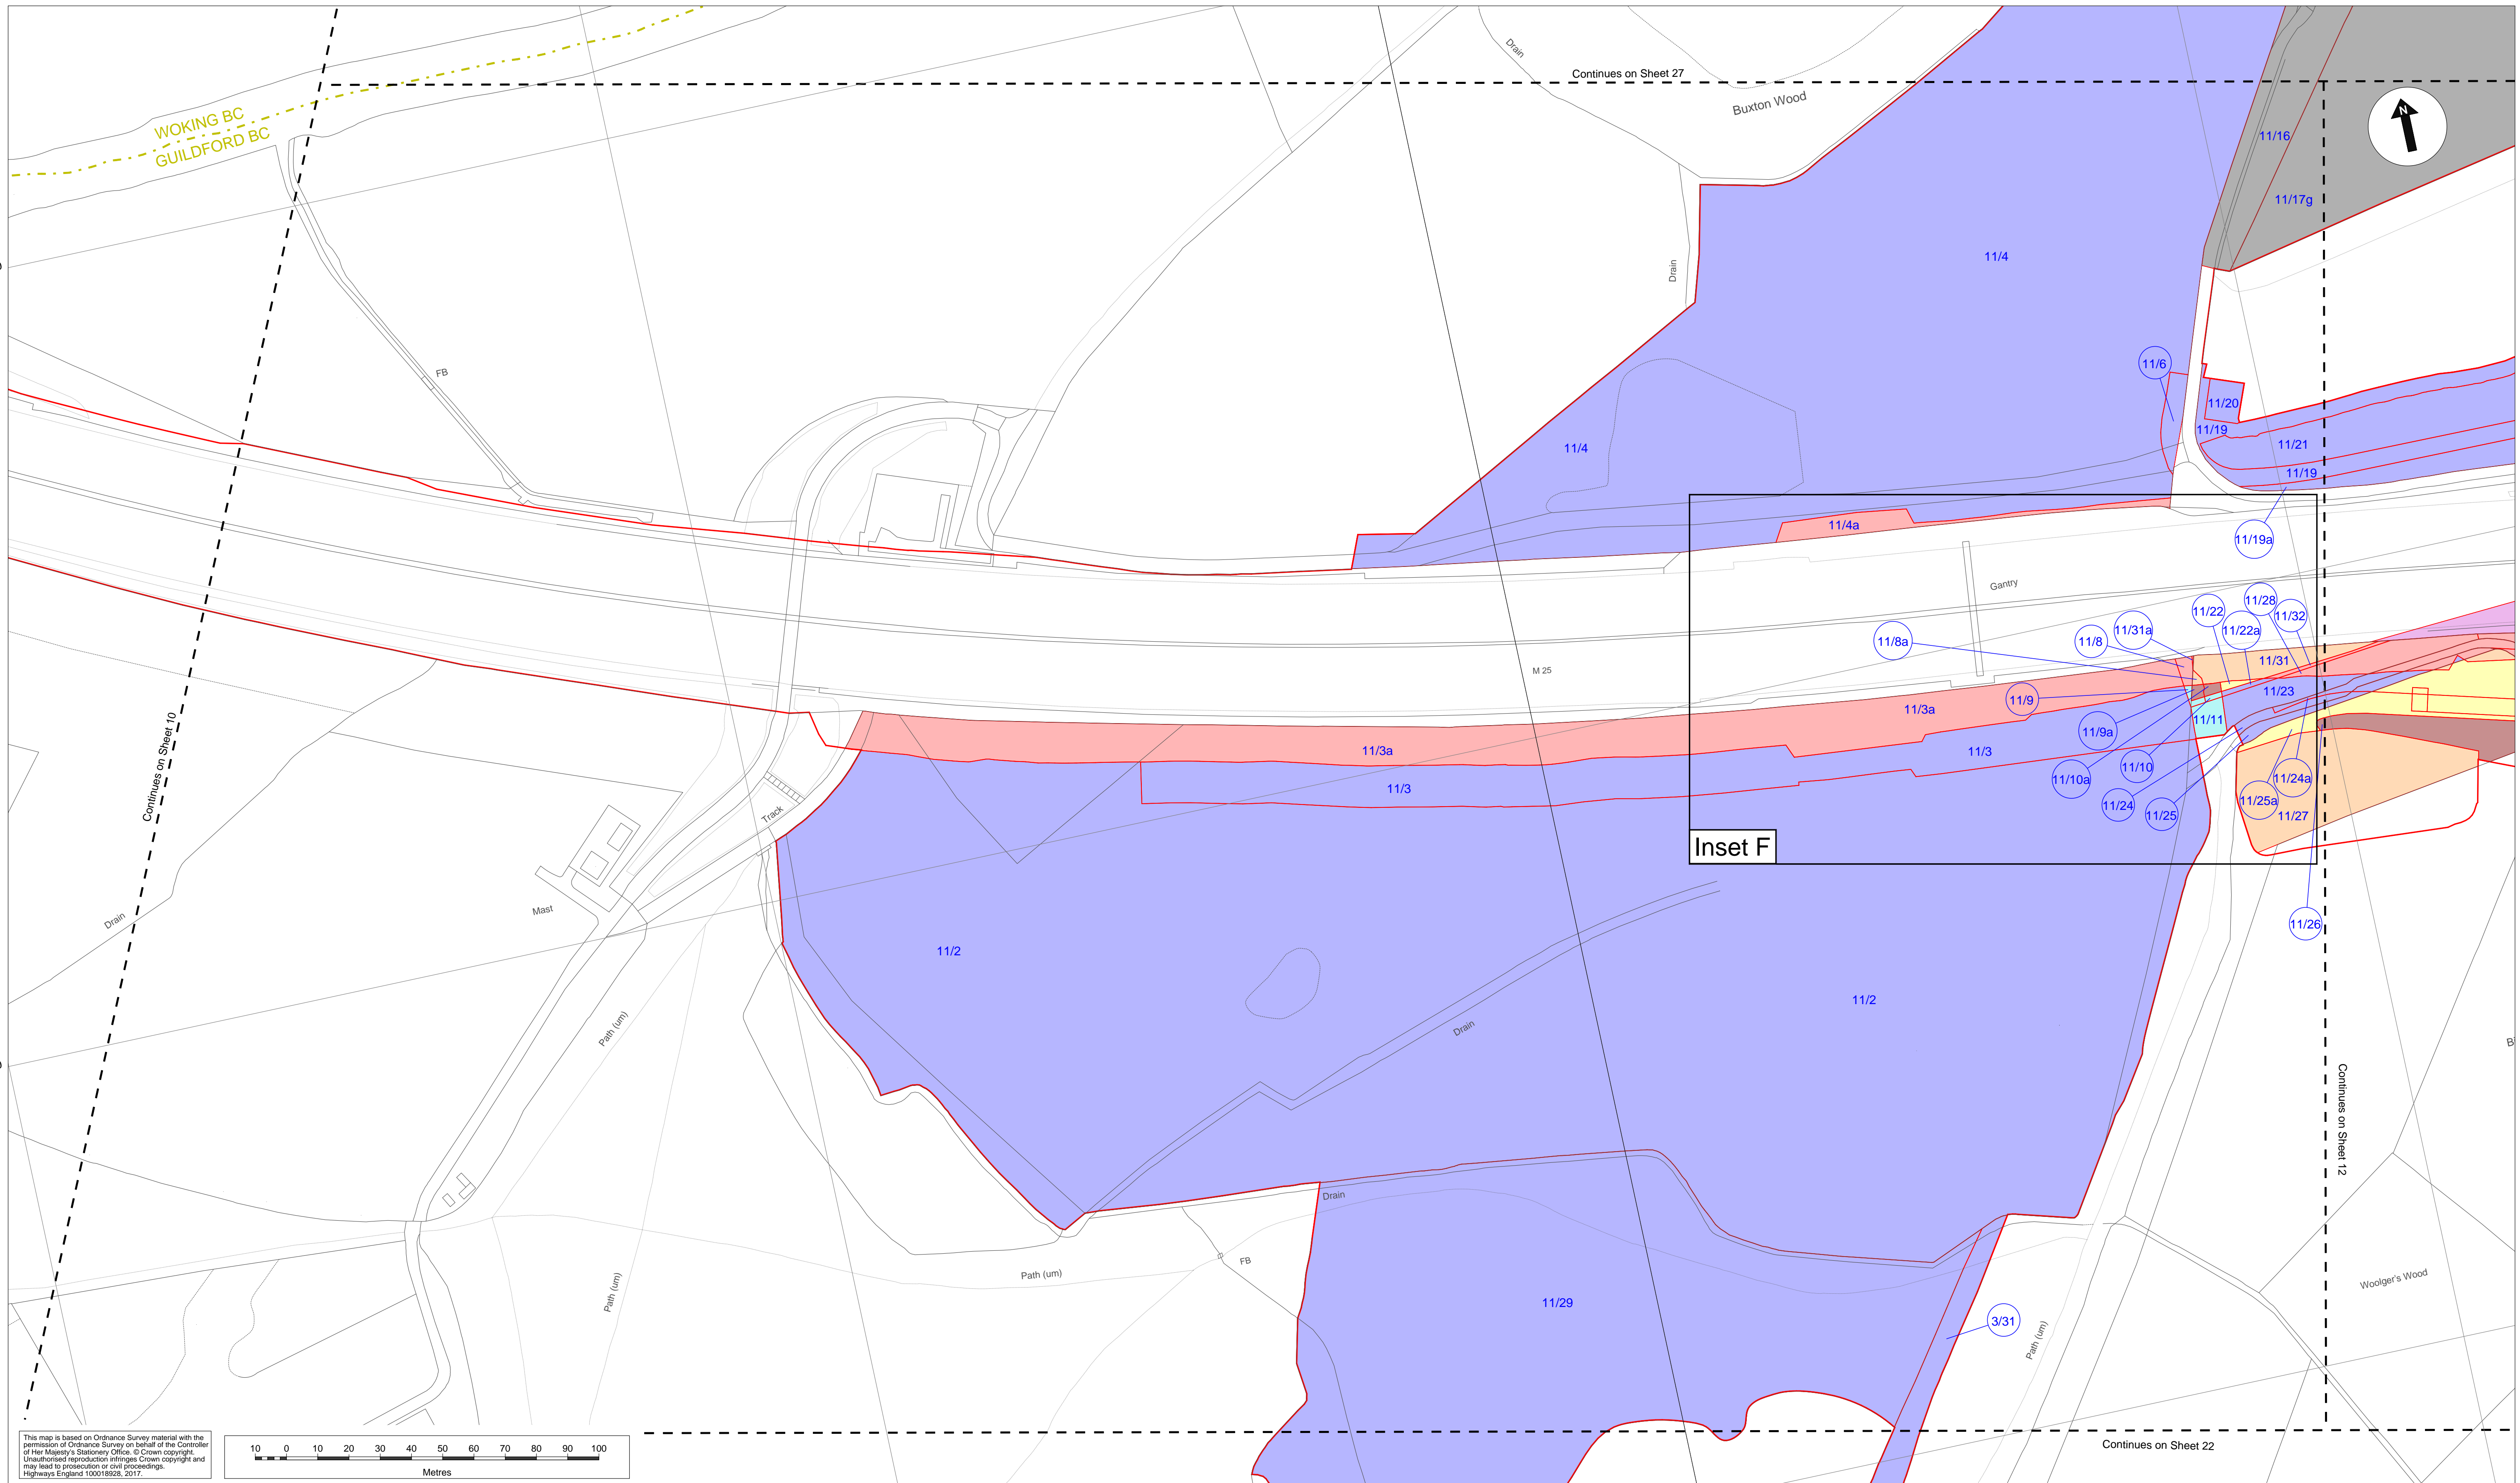 Continues on Sheet 27
Drain
Buxton Wood
N
WOKING BC
GUILDFORD BC
11/16
11/17g
11/4
Drain
FB
11/6
11/20
11/19
11/4
11/21
11/19
11/4a
11/19a
Gantry
11/28
11/22
11/32
11/31a
11/22a
11/8
11/8a
M 25
11/31
11/23
11/9
11/3a
11/11
11/9a
11/3a
11/3
11/10
11/10a
11/24a
11/3
11/25a
11/24
11/25
11/27
Continues on Sheet 10
Track
Inset F
Mast
Drain
11/26
11/2
11/2
Path (um)
Drain
Continues on Sheet 12
Drain
FB
Path (um)
Path (um)
Woolger's Wood
11/29
3/31
Path (um)
Continues on Sheet 22
This map is based on Ordnance Survey material with the
permission of Ordnance Survey on behalf of the Controller
of Her Majesty's Stationery Office. © Crown copyright.
Unauthorised reproduction infringes Crown copyright and
may lead to prosecution or civil proceedings.
Highways England 100018928, 2017.
10 0 10 20 30 40 50 60 70 80 90 100
Metres